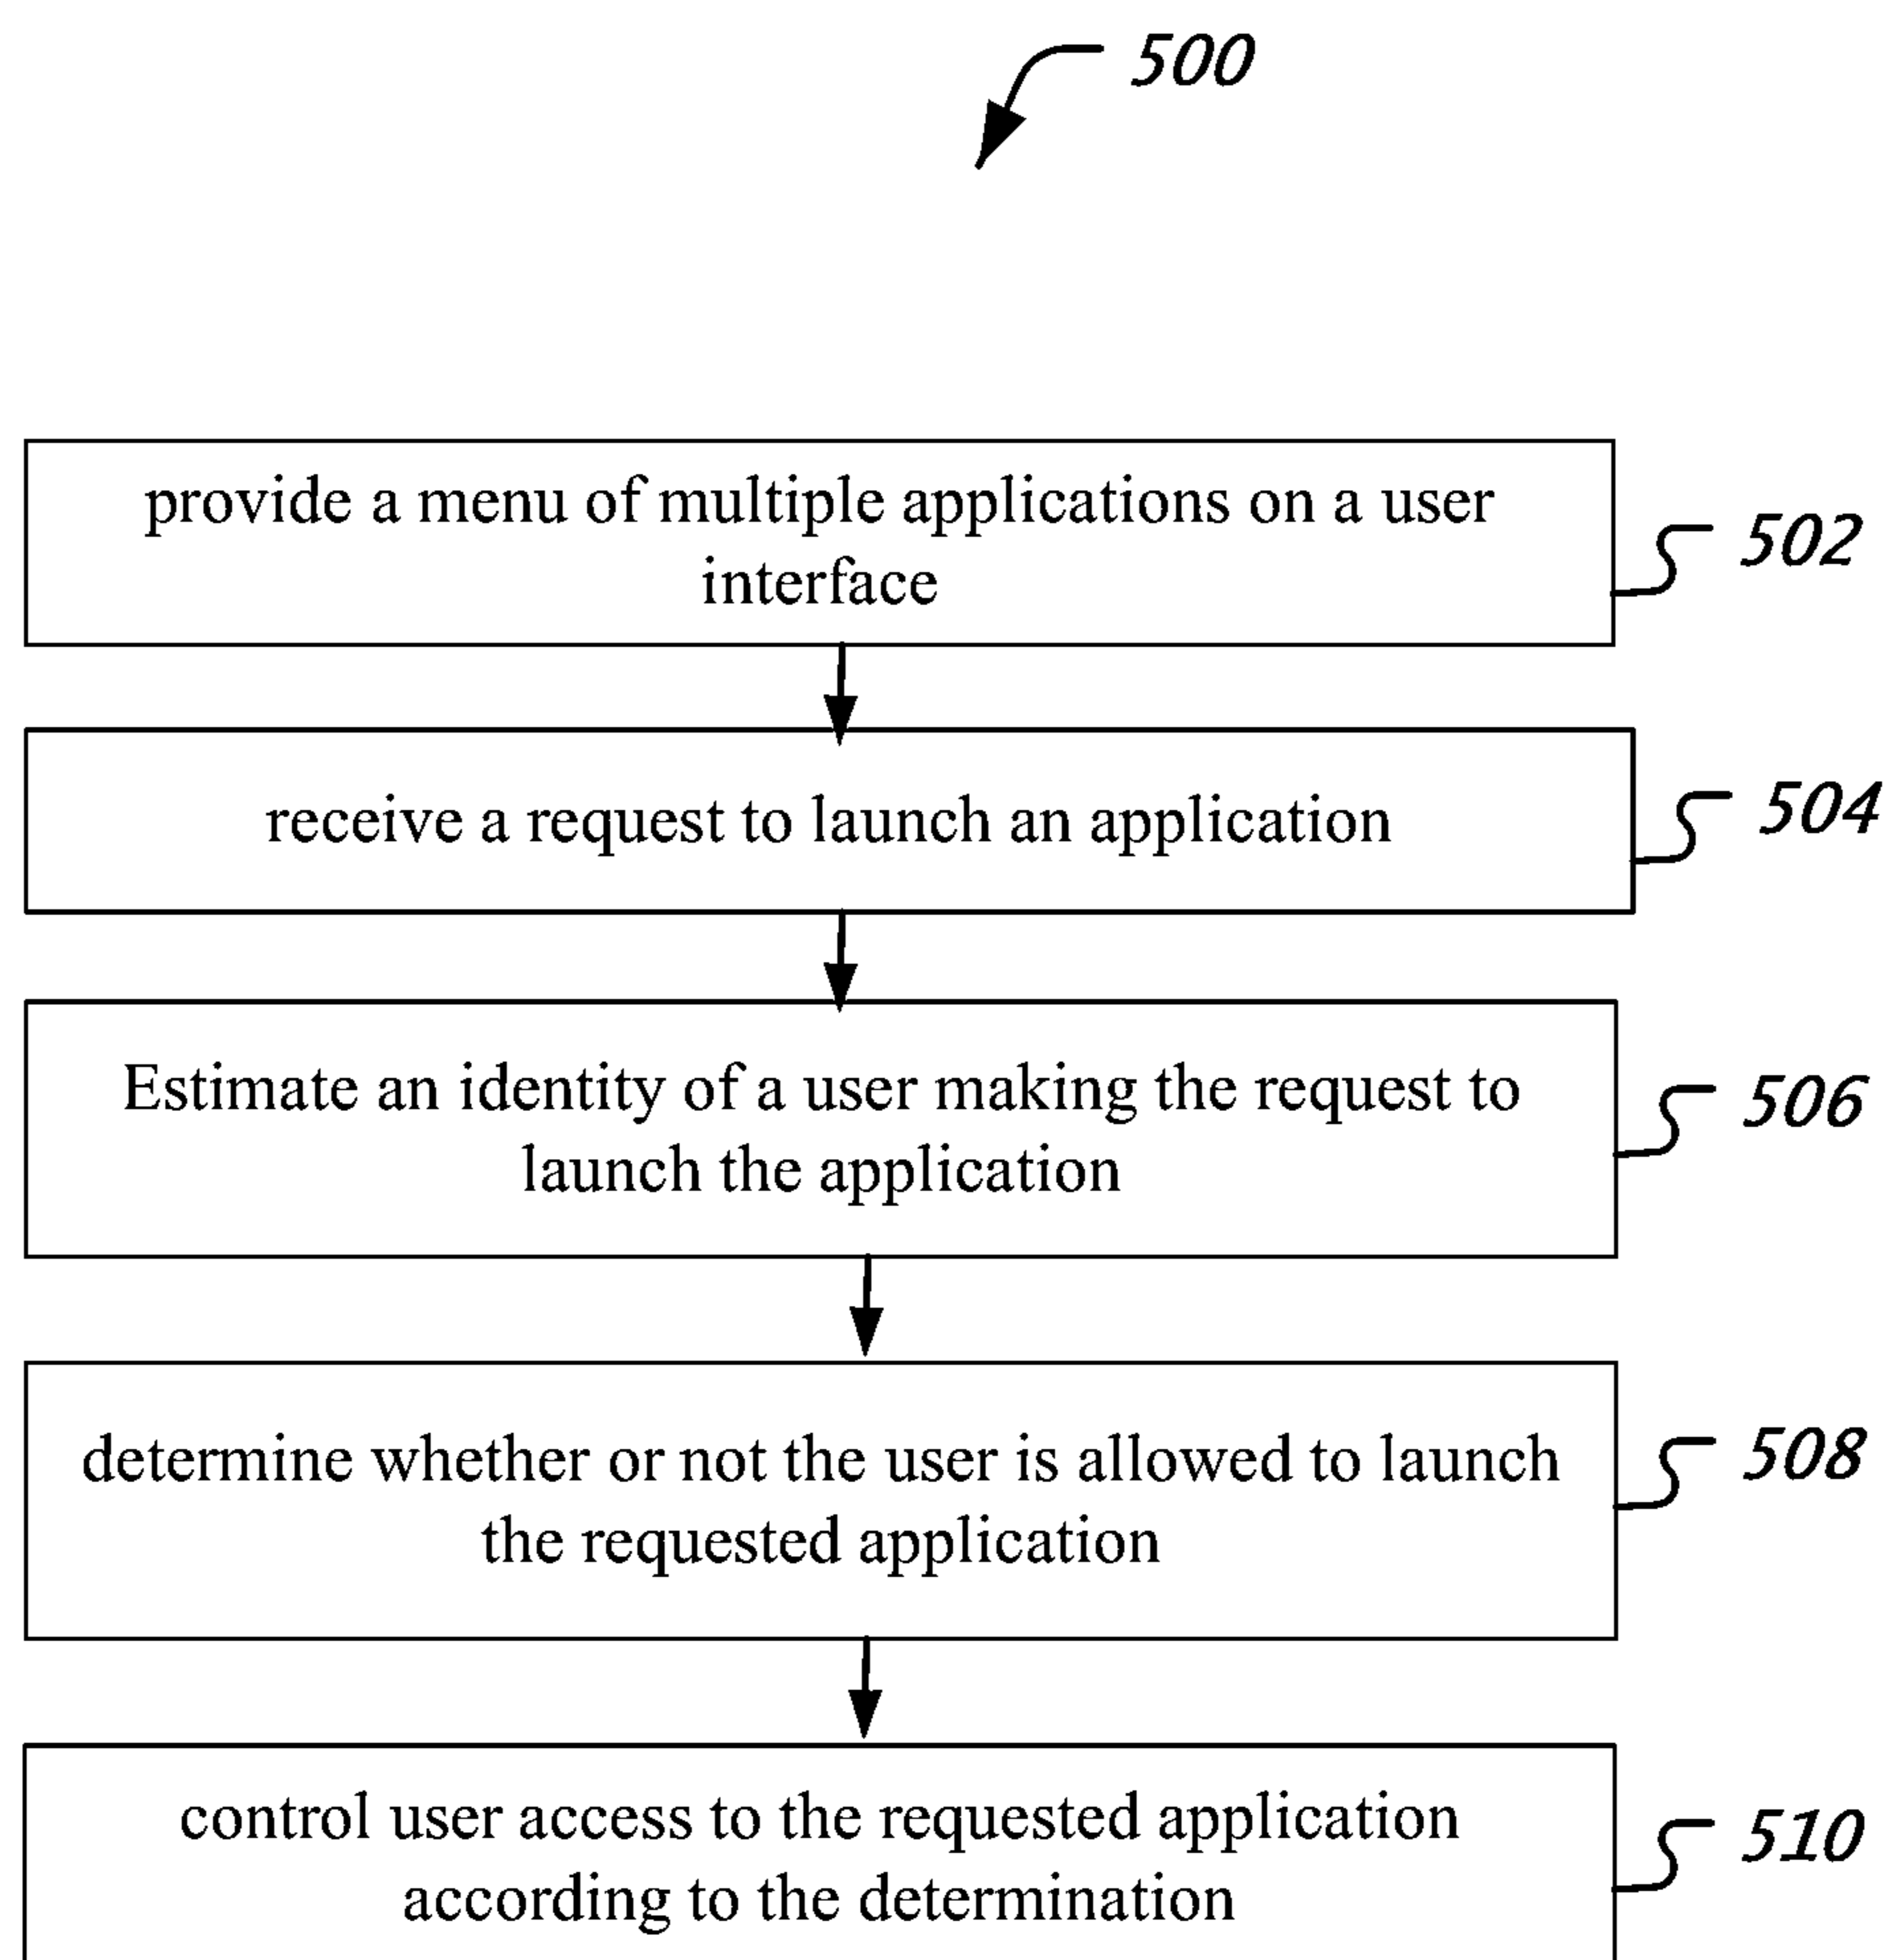 500
provide a menu of multiple applications on a user
interface
502
receive a request to launch an application
504
Estimate an identity of a user making the request to
launch the application
506
determine whether or not the user is allowed to launch
the requested application
508
control user access to the requested application
according to the determination
510